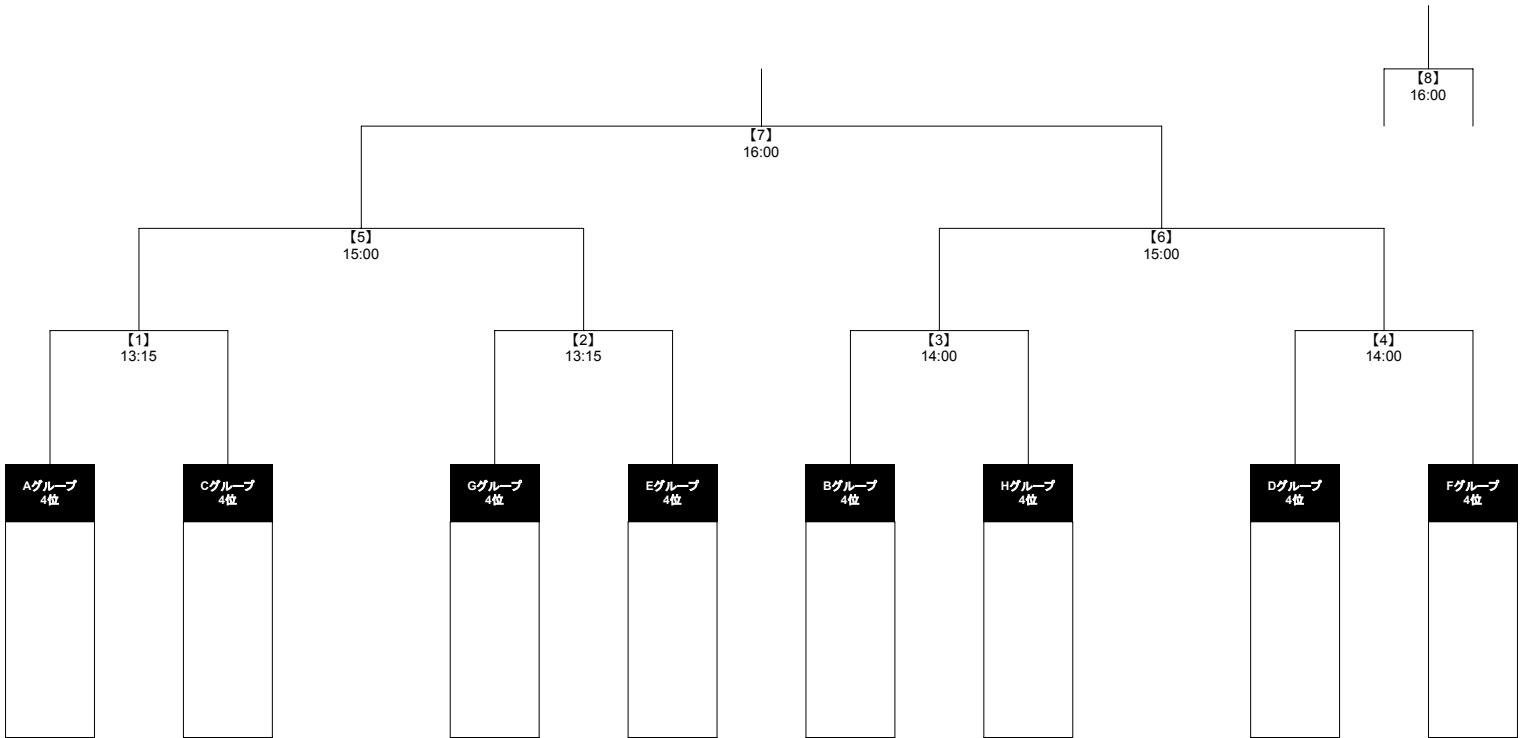 【8】
16:00
【7】
16:00
【5】
15:00
【6】
15:00
【1】
13:15
【2】
13:15
【3】
14:00
【4】
14:00
Aグループ
4位
Cグループ
4位
Gグループ
4位
Eグループ
4位
Bグループ
4位
Hグループ
4位
Dグループ
4位
Fグループ
4位